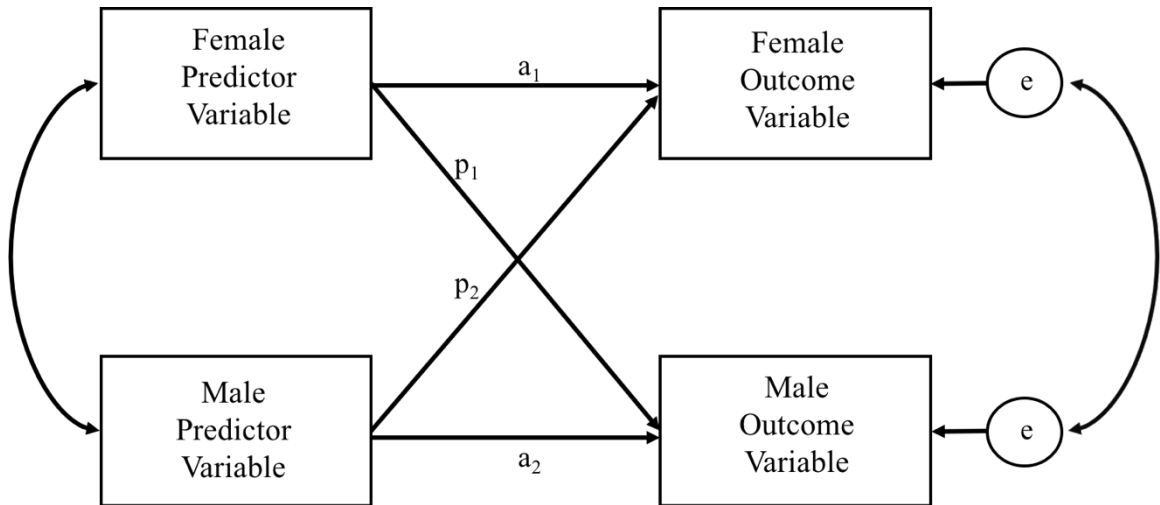 Female
Predictor
Variable
a₁
Female
Outcome
Variable
e
p₁
p₂
Male
Predictor
Variable
a₂
Male
Outcome
Variable
e